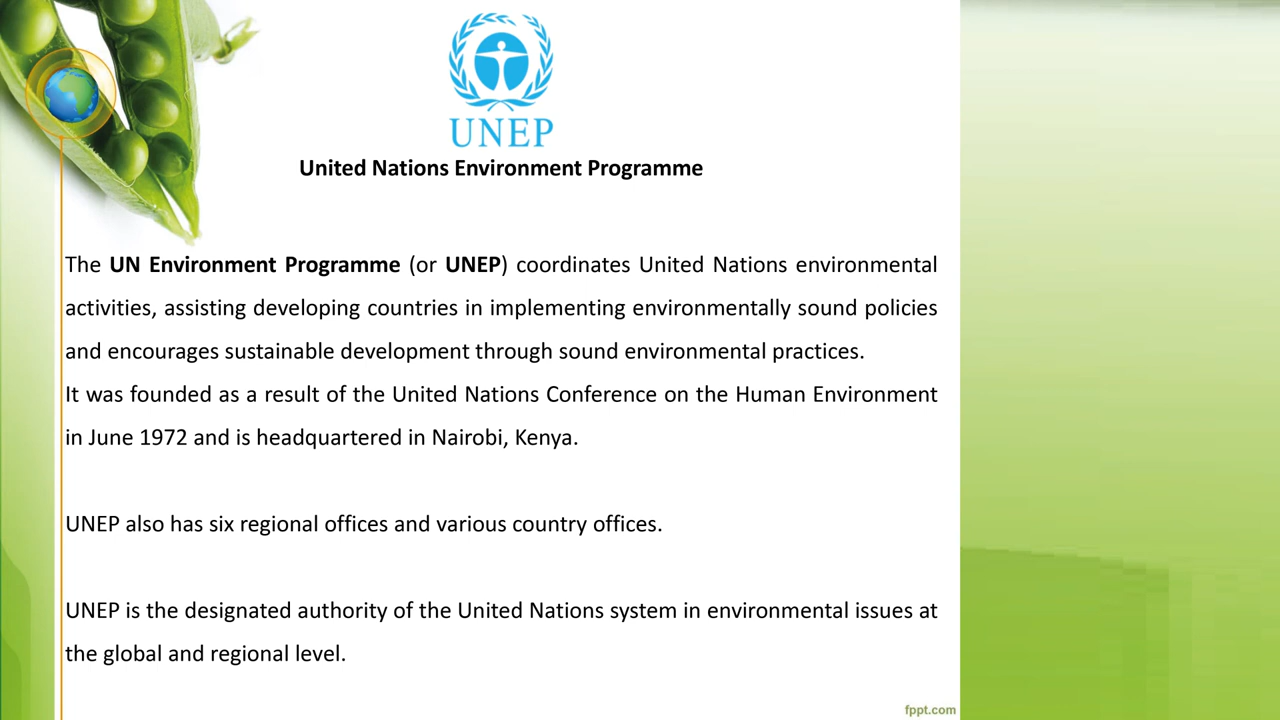 UNEP
United Nations Environment Programme
The UN Environment Programme (or UNEP) coordinates United Nations environmental
activities, assisting developing countries in implementing environmentally sound policies
and encourages sustainable development through sound environmental practices.
It was founded as a result of the United Nations Conference on the Human Environment
in June 1972 and is headquartered in Nairobi, Kenya.
UNEP also has six regional offices and various country offices.
UNEP is the designated authority of the United Nations system in environmental issues at
the global and regional level.
fppt.com